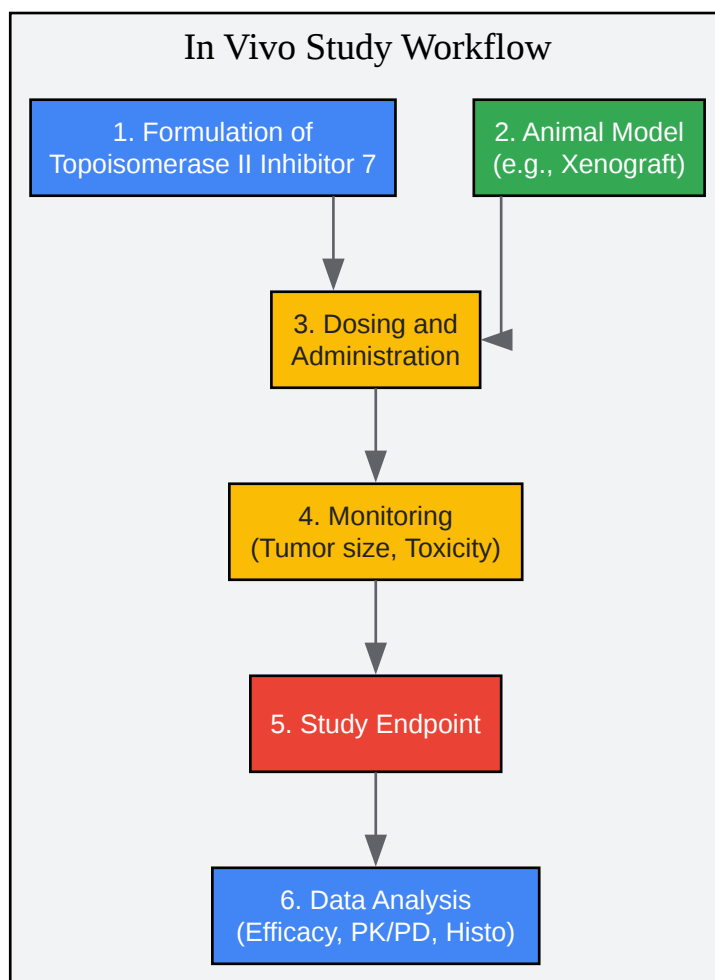 In Vivo Study Workflow
1. Formulation of
Topoisomerase II Inhibitor 7
2. Animal Model
(e.g., Xenograft)
3. Dosing and
Administration
4. Monitoring
(Tumor size, Toxicity)
5. Study Endpoint
6. Data Analysis
(Efficacy, PK/PD, Histo)